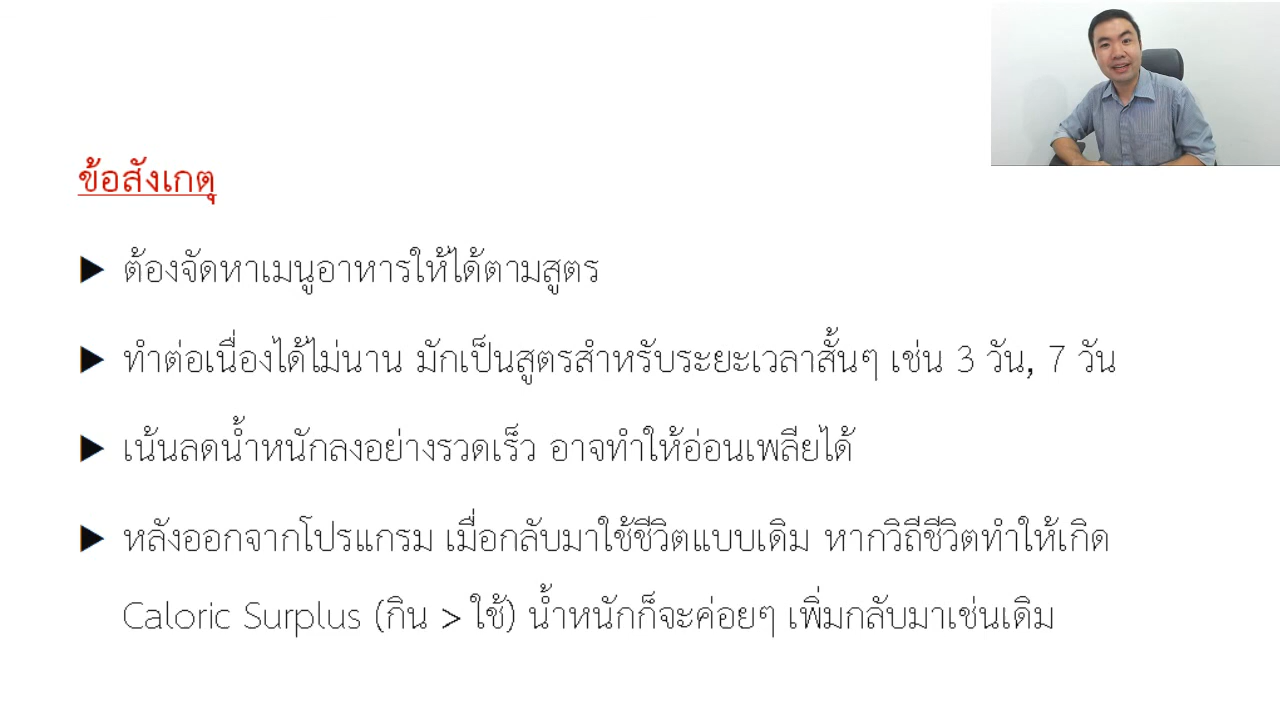 ข้อสังเกตุ
ต้องจัดหาเมนูอาหารให้ได้ตามสูตร
ทำต่อเนื่องได้ไม่นาน มักเป็นสูตรสำหรับระยะเวลาสั้นๆ เช่น 3 วัน, 7 วัน
เน้นลดน้ำหนักลงอย่างรวดเร็ว อาจทำให้อ่อนเพลียได้
หลังออกจากโปรแกรม เมื่อกลับมาใช้ชีวิตแบบเดิม หากวิถีชีวิตทำให้เกิด
Caloric Surplus (กิน > ใช้) น้ำหนักก็จะค่อยๆ เพิ่มกลับมาเช่นเดิม